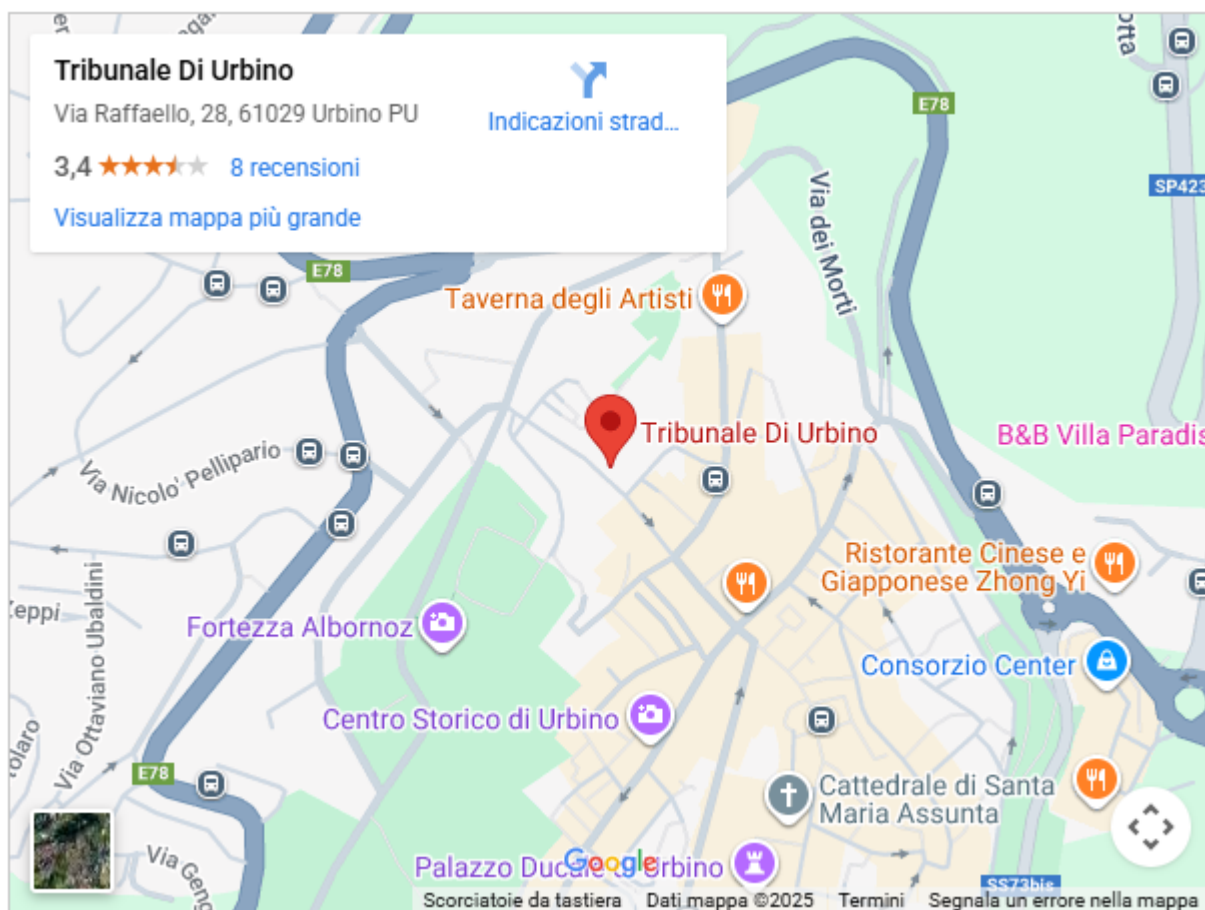 Tribunale Di Urbino
Via Raffaello, 28, 61029 Urbino PU
3,4
8 recensioni
Indicazioni strad...
Visualizza mappa più grande
E78
SP423
E78
Via dei Morti
Taverna degli Artisti
Tribunale Di Urbino
B&B Villa Paradis
Via Nicolo' Pellipario
Ristorante Cinese e
Giapponese Zhong Yi
Via Ottaviano Ubaldini
Fortezza Albornoz
Consorzio Center
Centro Storico di Urbino
E78
Cattedrale di Santa
Maria Assunta
Via Geng
Palazzo Ducale di Urbino
Google
SS73bis
Scorciatoie da tastiera
Dati mappa ©2025
Termini
Segnala un errore nella mappa